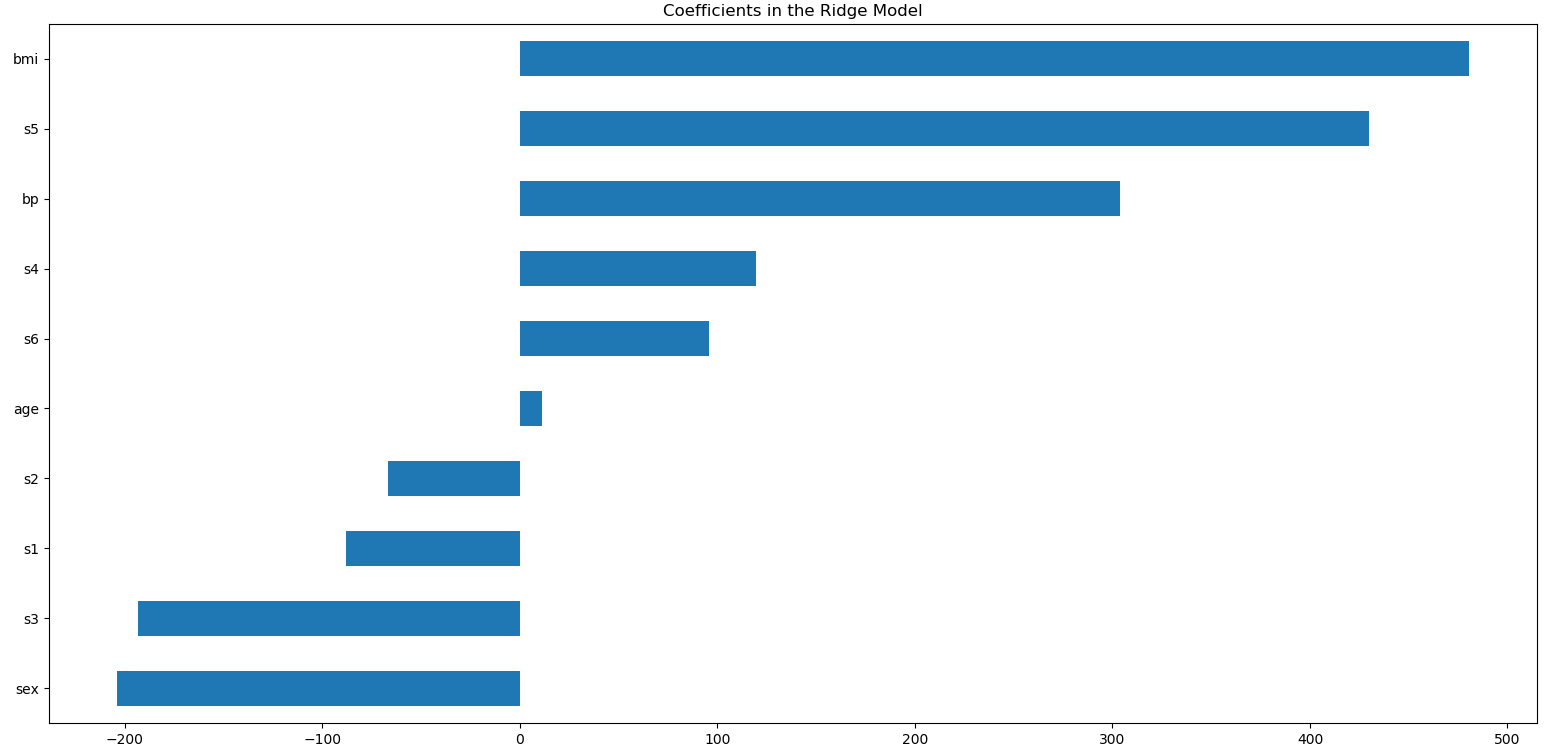 Coefficients in the Ridge Model
bmi
s5
bp
s4
s6
age
s2
s1
s3
sex
−200 −100 0 100 200 300 400 500